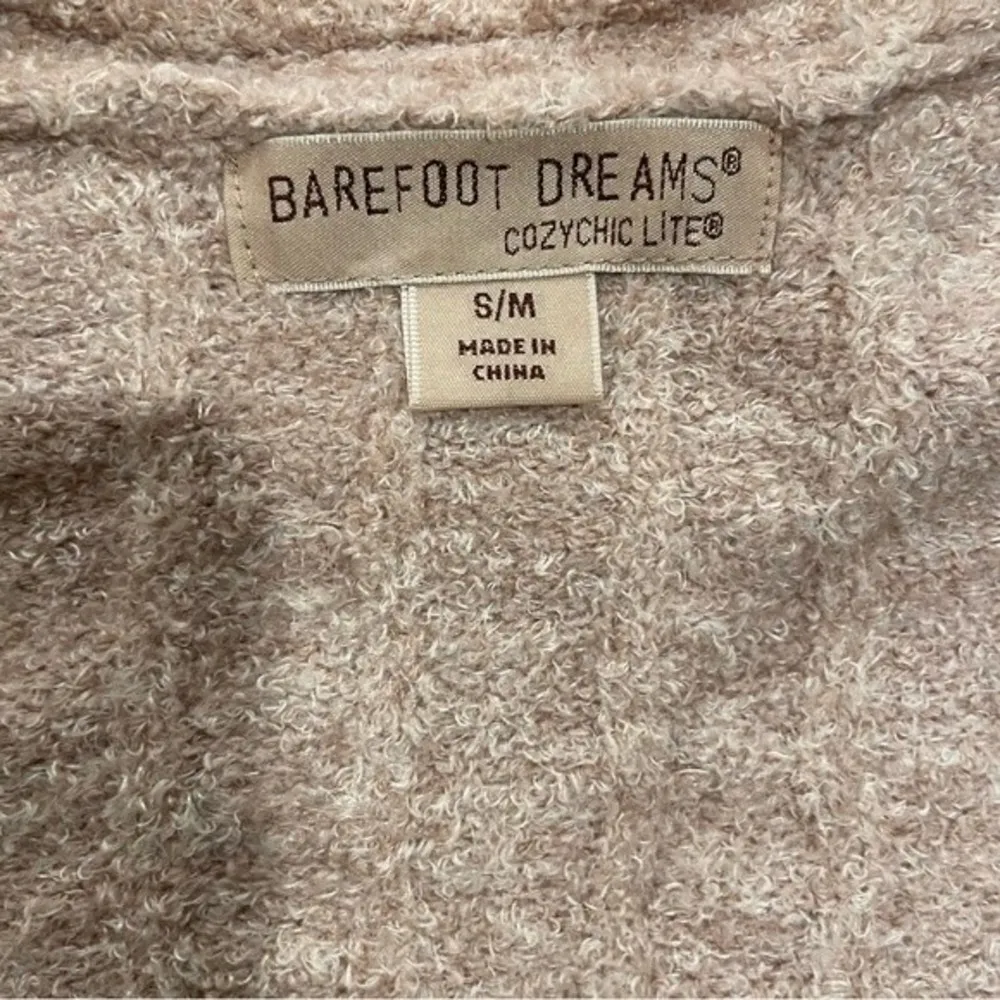 BAREFOOT DREAMS®
COZYCHIC LITE®
S/M
MADE IN
CHINA